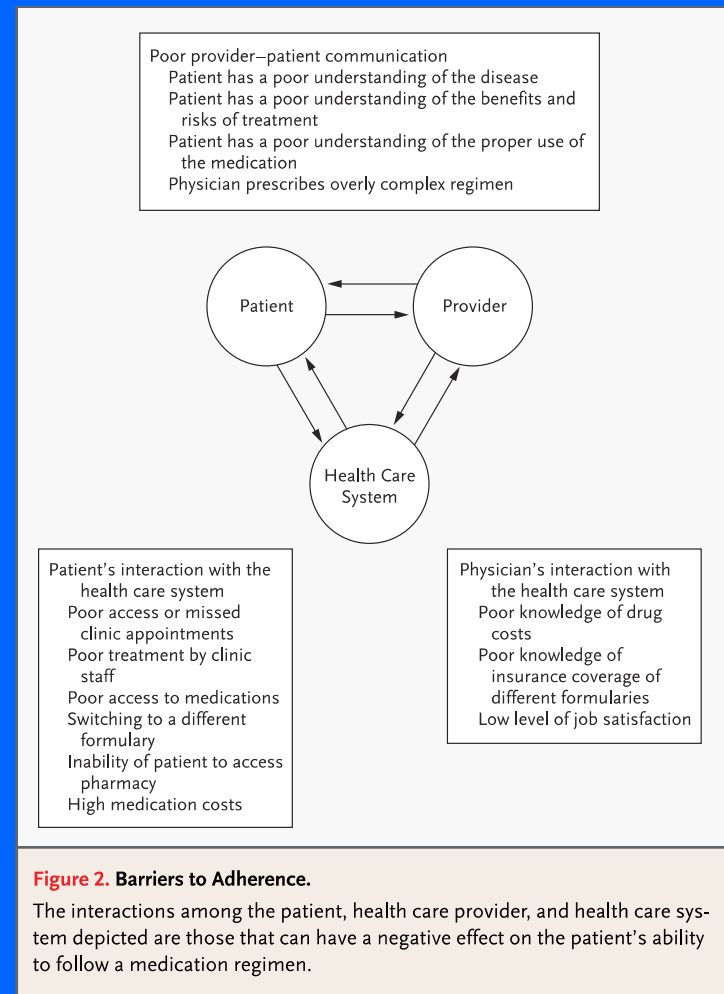 Poor provider–patient communication
Patient has a poor understanding of the disease
Patient has a poor understanding of the benefits and
risks of treatment
Patient has a poor understanding of the proper use of
the medication
Physician prescribes overly complex regimen
Patient
Provider
Health Care
System
Patient's interaction with the
health care system
Poor access or missed
clinic appointments
Poor treatment by clinic
staff
Poor access to medications
Switching to a different
formulary
Inability of patient to access
pharmacy
High medication costs
Physician's interaction with
the health care system
Poor knowledge of drug
costs
Poor knowledge of
insurance coverage of
different formularies
Low level of job satisfaction
Figure 2. Barriers to Adherence.
The interactions among the patient, health care provider, and health care sys-
tem depicted are those that can have a negative effect on the patient's ability
to follow a medication regimen.